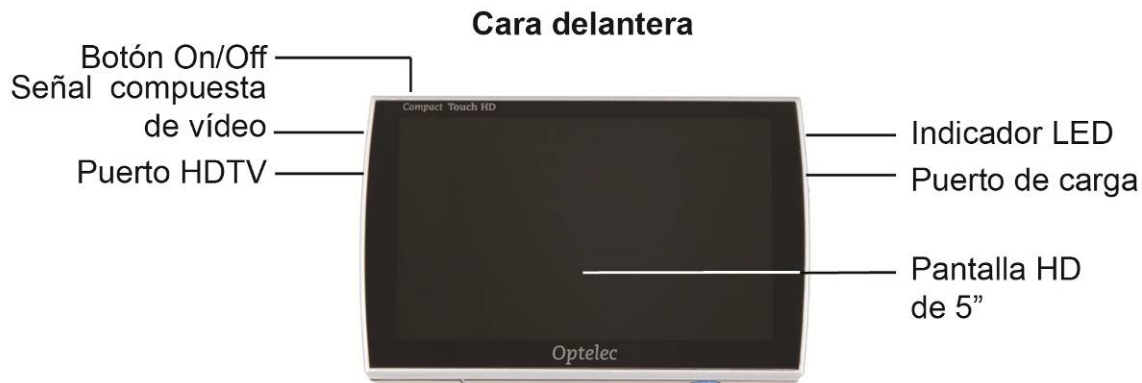 Cara delantera
Botón On/Off
Señal compuesta
de vídeo
Puerto HDTV
Compact Touch HD
Indicador LED
Puerto de carga
Pantalla HD
de 5”
Optelec